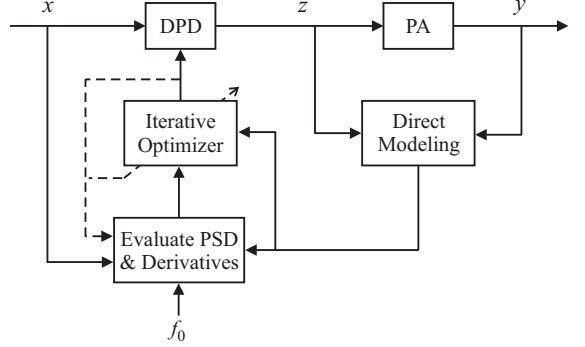 x
z
y
DPD
PA
Iterative
Optimizer
Direct
Modeling
Evaluate PSD
& Derivatives
f0